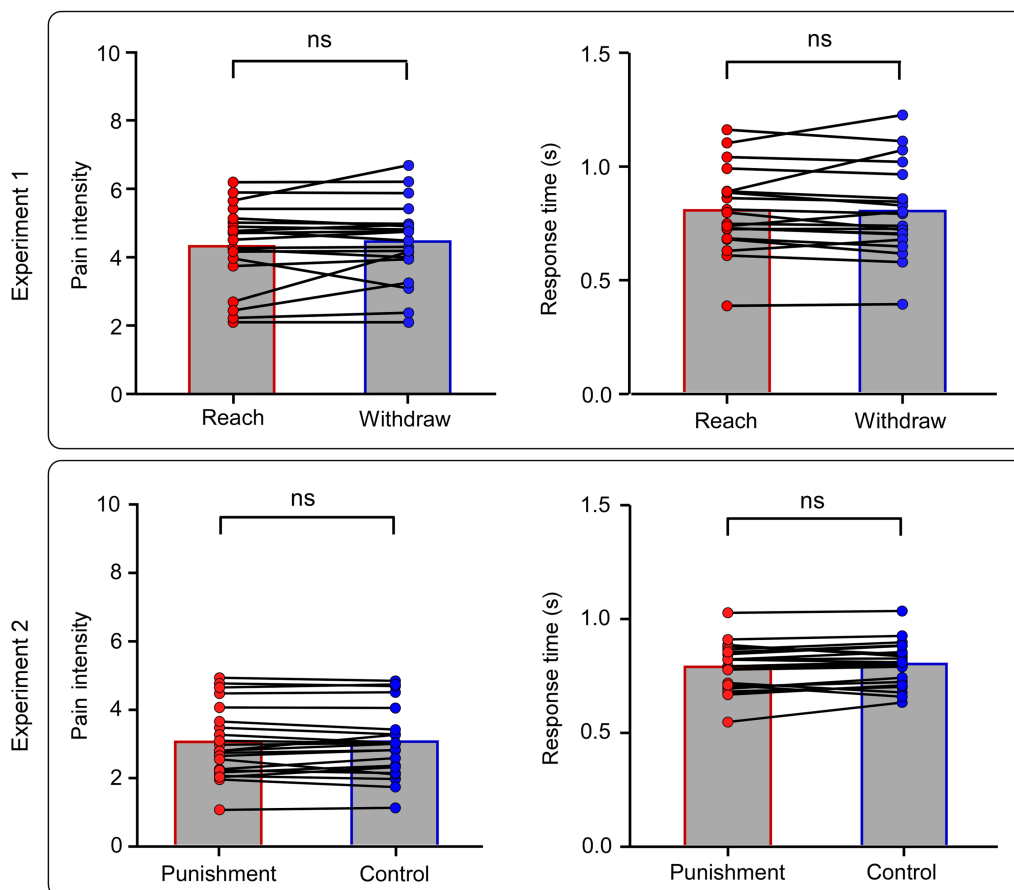 Experiment 1
Pain intensity
10
8
6
4
2
0
ns
Reach
Withdraw
Response time (s)
1.5
1.0
0.5
0.0
ns
Reach
Withdraw
Experiment 2
Pain intensity
10
8
6
4
2
0
ns
Punishment
Control
Response time (s)
1.5
1.0
0.5
0.0
ns
Punishment
Control